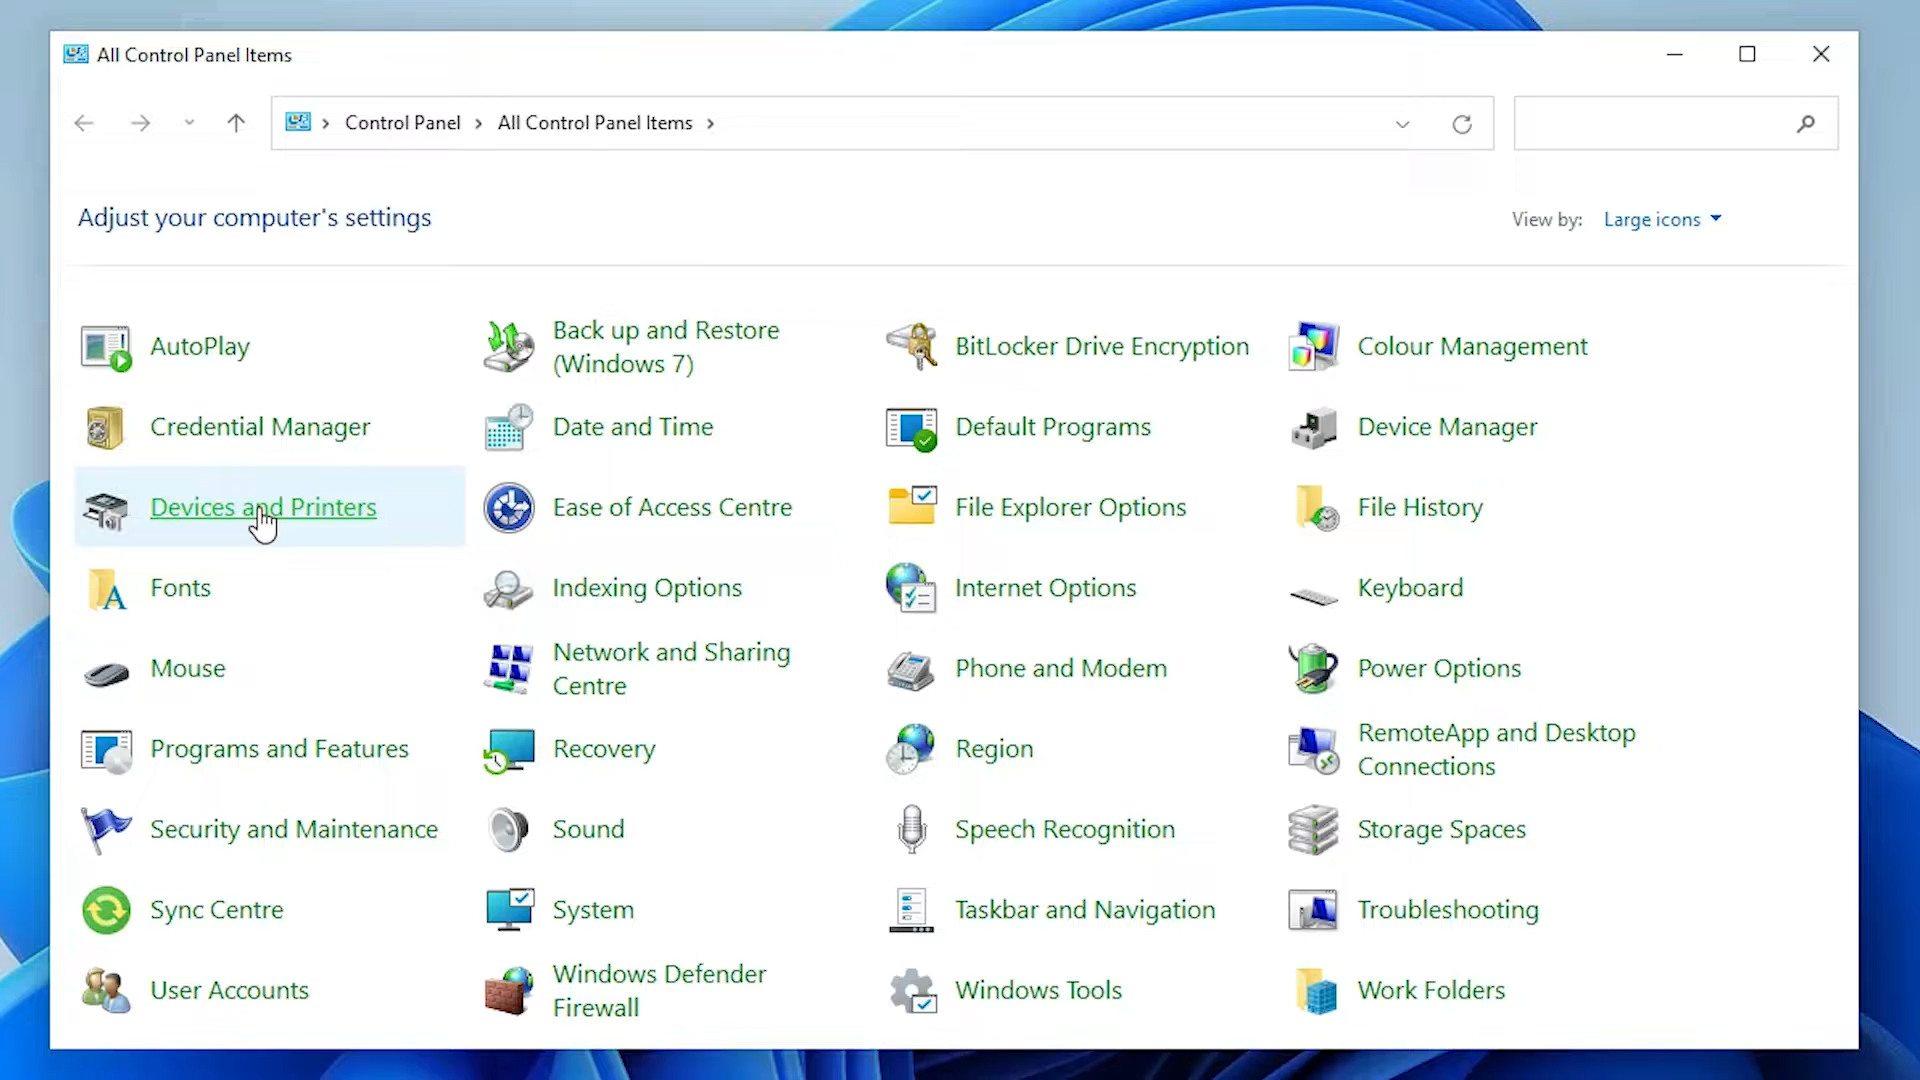 All Control Panel Items
Control Panel All Control Panel Items
Adjust your computer's settings
View by: Large icons
AutoPlay
Back up and Restore
(Windows 7)
BitLocker Drive Encryption
Colour Management
Credential Manager
Date and Time
Default Programs
Device Manager
Devices and Printers
Ease of Access Centre
File Explorer Options
File History
Fonts
Indexing Options
Internet Options
Keyboard
Mouse
Network and Sharing
Centre
Phone and Modem
Power Options
Programs and Features
Recovery
Region
RemoteApp and Desktop
Connections
Security and Maintenance
Sound
Speech Recognition
Storage Spaces
Sync Centre
System
Taskbar and Navigation
Troubleshooting
User Accounts
Windows Defender
Firewall
Windows Tools
Work Folders